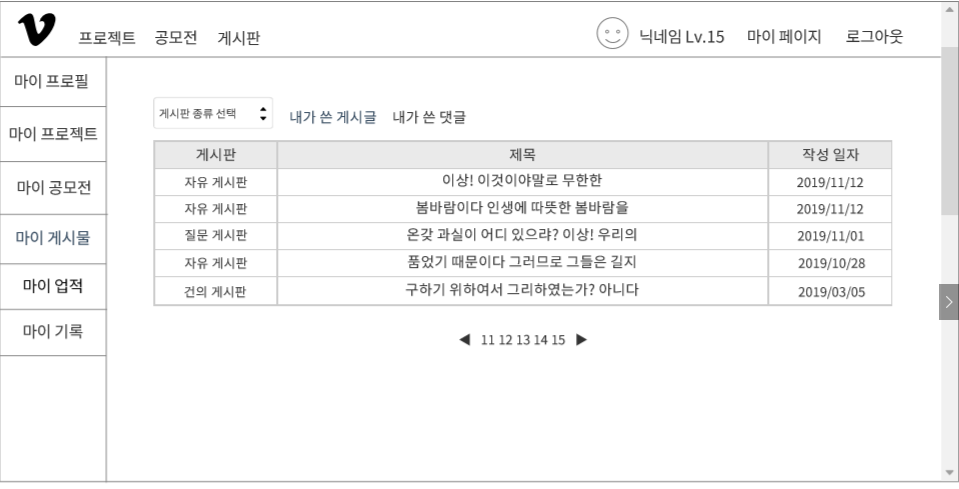 프로젝트 공모전 게시판 닉네임 Lv.15 마이 페이지 로그아웃
마이 프로필
마이 프로젝트
마이 공모전
마이 게시물
마이 업적
마이 기록
게시판 종류 선택 내가 쓴 게시글 내가 쓴 댓글
게시판 제목 작성 일자
자유 게시판 이상! 이것이야말로 무한한 2019/11/12
자유 게시판 봄바람이다 인생에 따뜻한 봄바람을 2019/11/12
질문 게시판 온갖 과실이 어디 있으랴? 이상! 우리의 2019/11/01
자유 게시판 품었기 때문이다 그러므로 그들은 길지 2019/10/28
건의 게시판 구하기 위하여서 그리하였는가? 아니다 2019/03/05
◀ 11 12 13 14 15 ▶